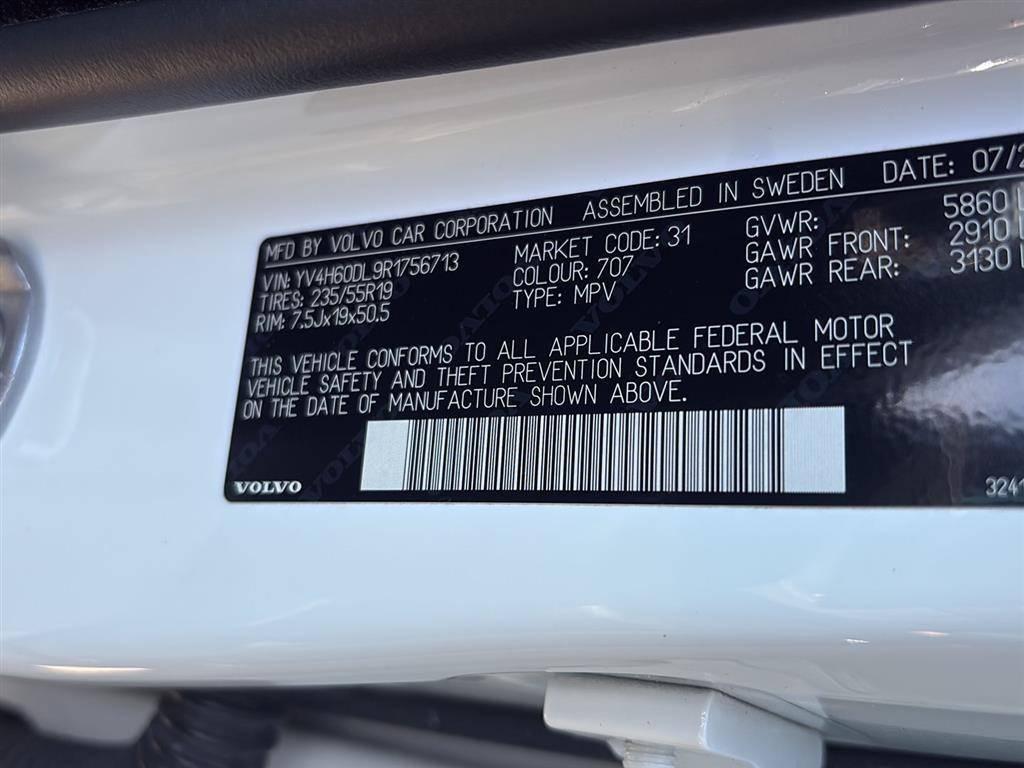 MFD BY VOLVO CAR CORPORATION ASSEMBLED IN SWEDEN DATE: 07/2
VIN: YV4H60DL9R1756713 MARKET CODE: 31 GVWR: 5860
TIRES: 235/55R19 COLOUR: 707 GAWR FRONT: 2910
RIM: 7.5Jx19x50.5 TYPE: MPV GAWR REAR: 3130
THIS VEHICLE CONFORMS TO ALL APPLICABLE FEDERAL MOTOR
VEHICLE SAFETY AND THEFT PREVENTION STANDARDS IN EFFECT
ON THE DATE OF MANUFACTURE SHOWN ABOVE.
VOLVO 3241